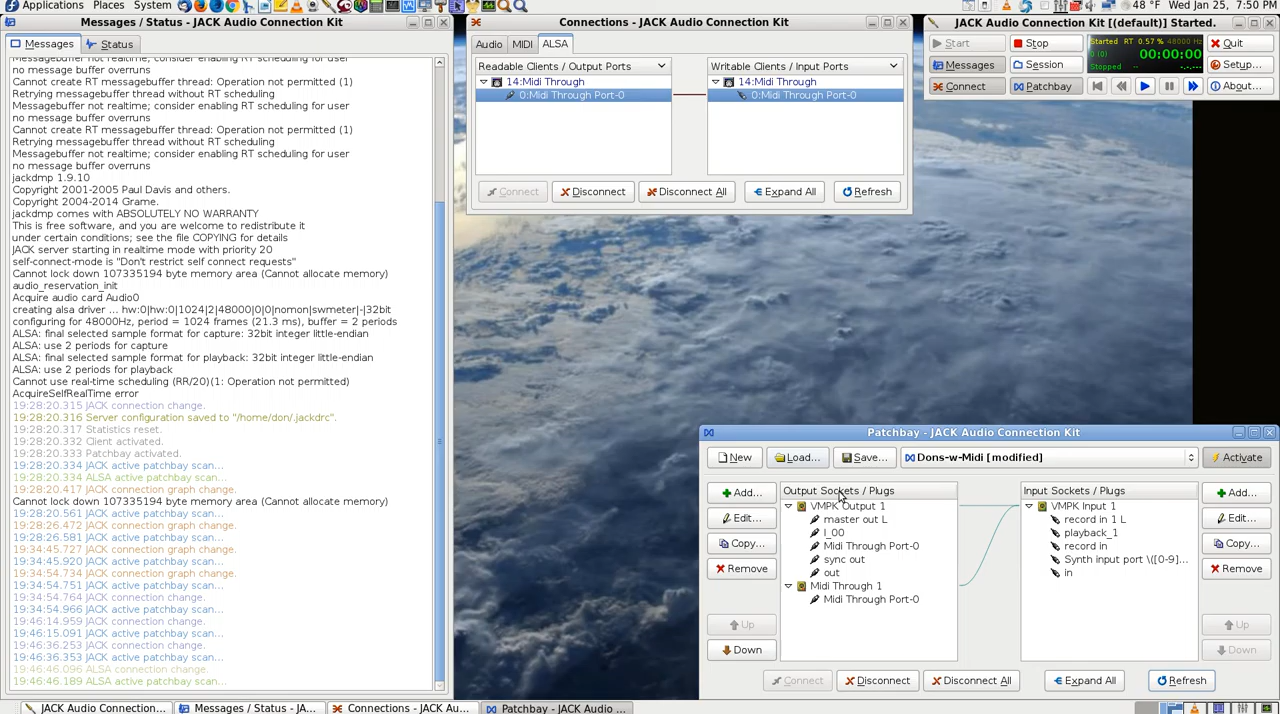 Applications Places System
48 °F Wed Jan 25, 7:50 PM
Messages / Status - JACK Audio Connection Kit
Messages Status
no message buffer overruns
Cannot create RT messagebuffer thread: Operation not permitted (1)
Retrying messagebuffer thread without RT scheduling
Messagebuffer not realtime; consider enabling RT scheduling for user
no message buffer overruns
Cannot create RT messagebuffer thread: Operation not permitted (1)
Retrying messagebuffer thread without RT scheduling
Messagebuffer not realtime; consider enabling RT scheduling for user
no message buffer overruns
jackdmp 1.9.10
Copyright 2001-2005 Paul Davis and others.
Copyright 2004-2014 Grame.
jackdmp comes with ABSOLUTELY NO WARRANTY
This is free software, and you are welcome to redistribute it
under certain conditions; see the file COPYING for details
JACK server starting in realtime mode with priority 20
self-connect-mode is "Don't restrict self connect requests"
Cannot lock down 107335194 byte memory area (Cannot allocate memory)
audio_reservation_init
Acquire audio card Audio0
creating alsa driver ... hw:0|hw:0|1024|2|48000|0|0|nomon|swmeter|-|32bit
configuring for 48000Hz, period = 1024 frames (21.3 ms), buffer = 2 periods
ALSA: final selected sample format for capture: 32bit integer little-endian
ALSA: use 2 periods for capture
ALSA: final selected sample format for playback: 32bit integer little-endian
ALSA: use 2 periods for playback
Cannot use real-time scheduling (RR/20)(1: Operation not permitted)
AcquireSelfRealTime error
19:28:20.315 JACK connection change.
19:28:20.316 Server configuration saved to "/home/don/.jackdrc".
19:28:20.317 Statistics reset.
19:28:20.332 Client activated.
19:28:20.333 Patchbay activated.
19:28:20.334 JACK active patchbay scan...
19:28:20.334 ALSA active patchbay scan...
19:28:20.417 JACK connection graph change.
Cannot lock down 107335194 byte memory area (Cannot allocate memory)
19:28:20.561 JACK active patchbay scan...
19:28:26.472 JACK connection graph change.
19:28:26.581 JACK active patchbay scan...
19:34:45.727 JACK connection graph change.
19:34:45.920 JACK active patchbay scan...
19:34:54.734 JACK connection graph change.
19:34:54.751 JACK active patchbay scan...
19:34:54.764 JACK connection change.
19:34:54.966 JACK active patchbay scan...
19:46:14.959 JACK connection change.
19:46:15.091 JACK active patchbay scan...
19:46:36.253 JACK connection change.
19:46:36.353 JACK active patchbay scan...
19:46:46.096 ALSA connection change.
19:46:46.189 ALSA active patchbay scan...
Connections - JACK Audio Connection Kit
Audio MIDI ALSA
Readable Clients / Output Ports
14:Midi Through
0:Midi Through Port-0
Writable Clients / Input Ports
14:Midi Through
0:Midi Through Port-0
Connect Disconnect Disconnect All Expand All Refresh
JACK Audio Connection Kit [(default)] Started.
Start Stop
Started RT 0.57 % 48000 Hz
0 (0) 00:00:00
Stopped -- -.-
Quit
Messages Session Setup...
Connect Patchbay About...
Patchbay - JACK Audio Connection Kit
New Load... Save... Dons-w-Midi [modified] Activate
Add...
Edit...
Copy...
Remove
Up
Down
Output Sockets / Plugs
VMPK Output 1
master out L
l_00
Midi Through Port-0
sync out
out
Midi Through 1
Midi Through Port-0
Input Sockets / Plugs
VMPK Input 1
record in 1 L
playback_1
record in
Synth input port \([0-9]...
in
Add...
Edit...
Copy...
Remove
Up
Down
Connect Disconnect Disconnect All Expand All Refresh
JACK Audio Connection... Messages / Status - JA... Connections - JACK Au... Patchbay - JACK Audio ...